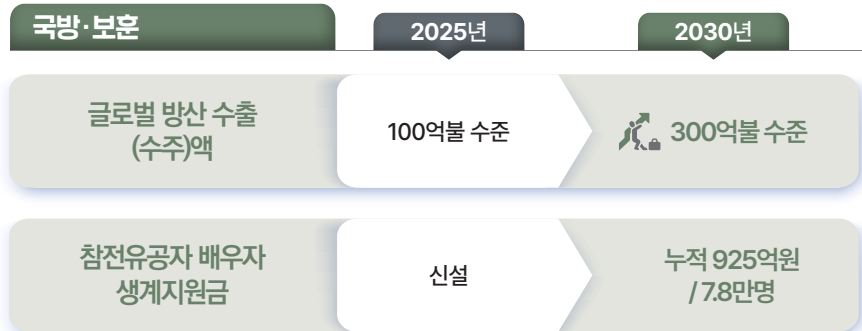 국방·보훈
2025년
2030년
글로벌 방산 수출
(수주)액
100억불 수준
300억불 수준
참전유공자 배우자
생계지원금
신설
누적 925억원
/ 7.8만명